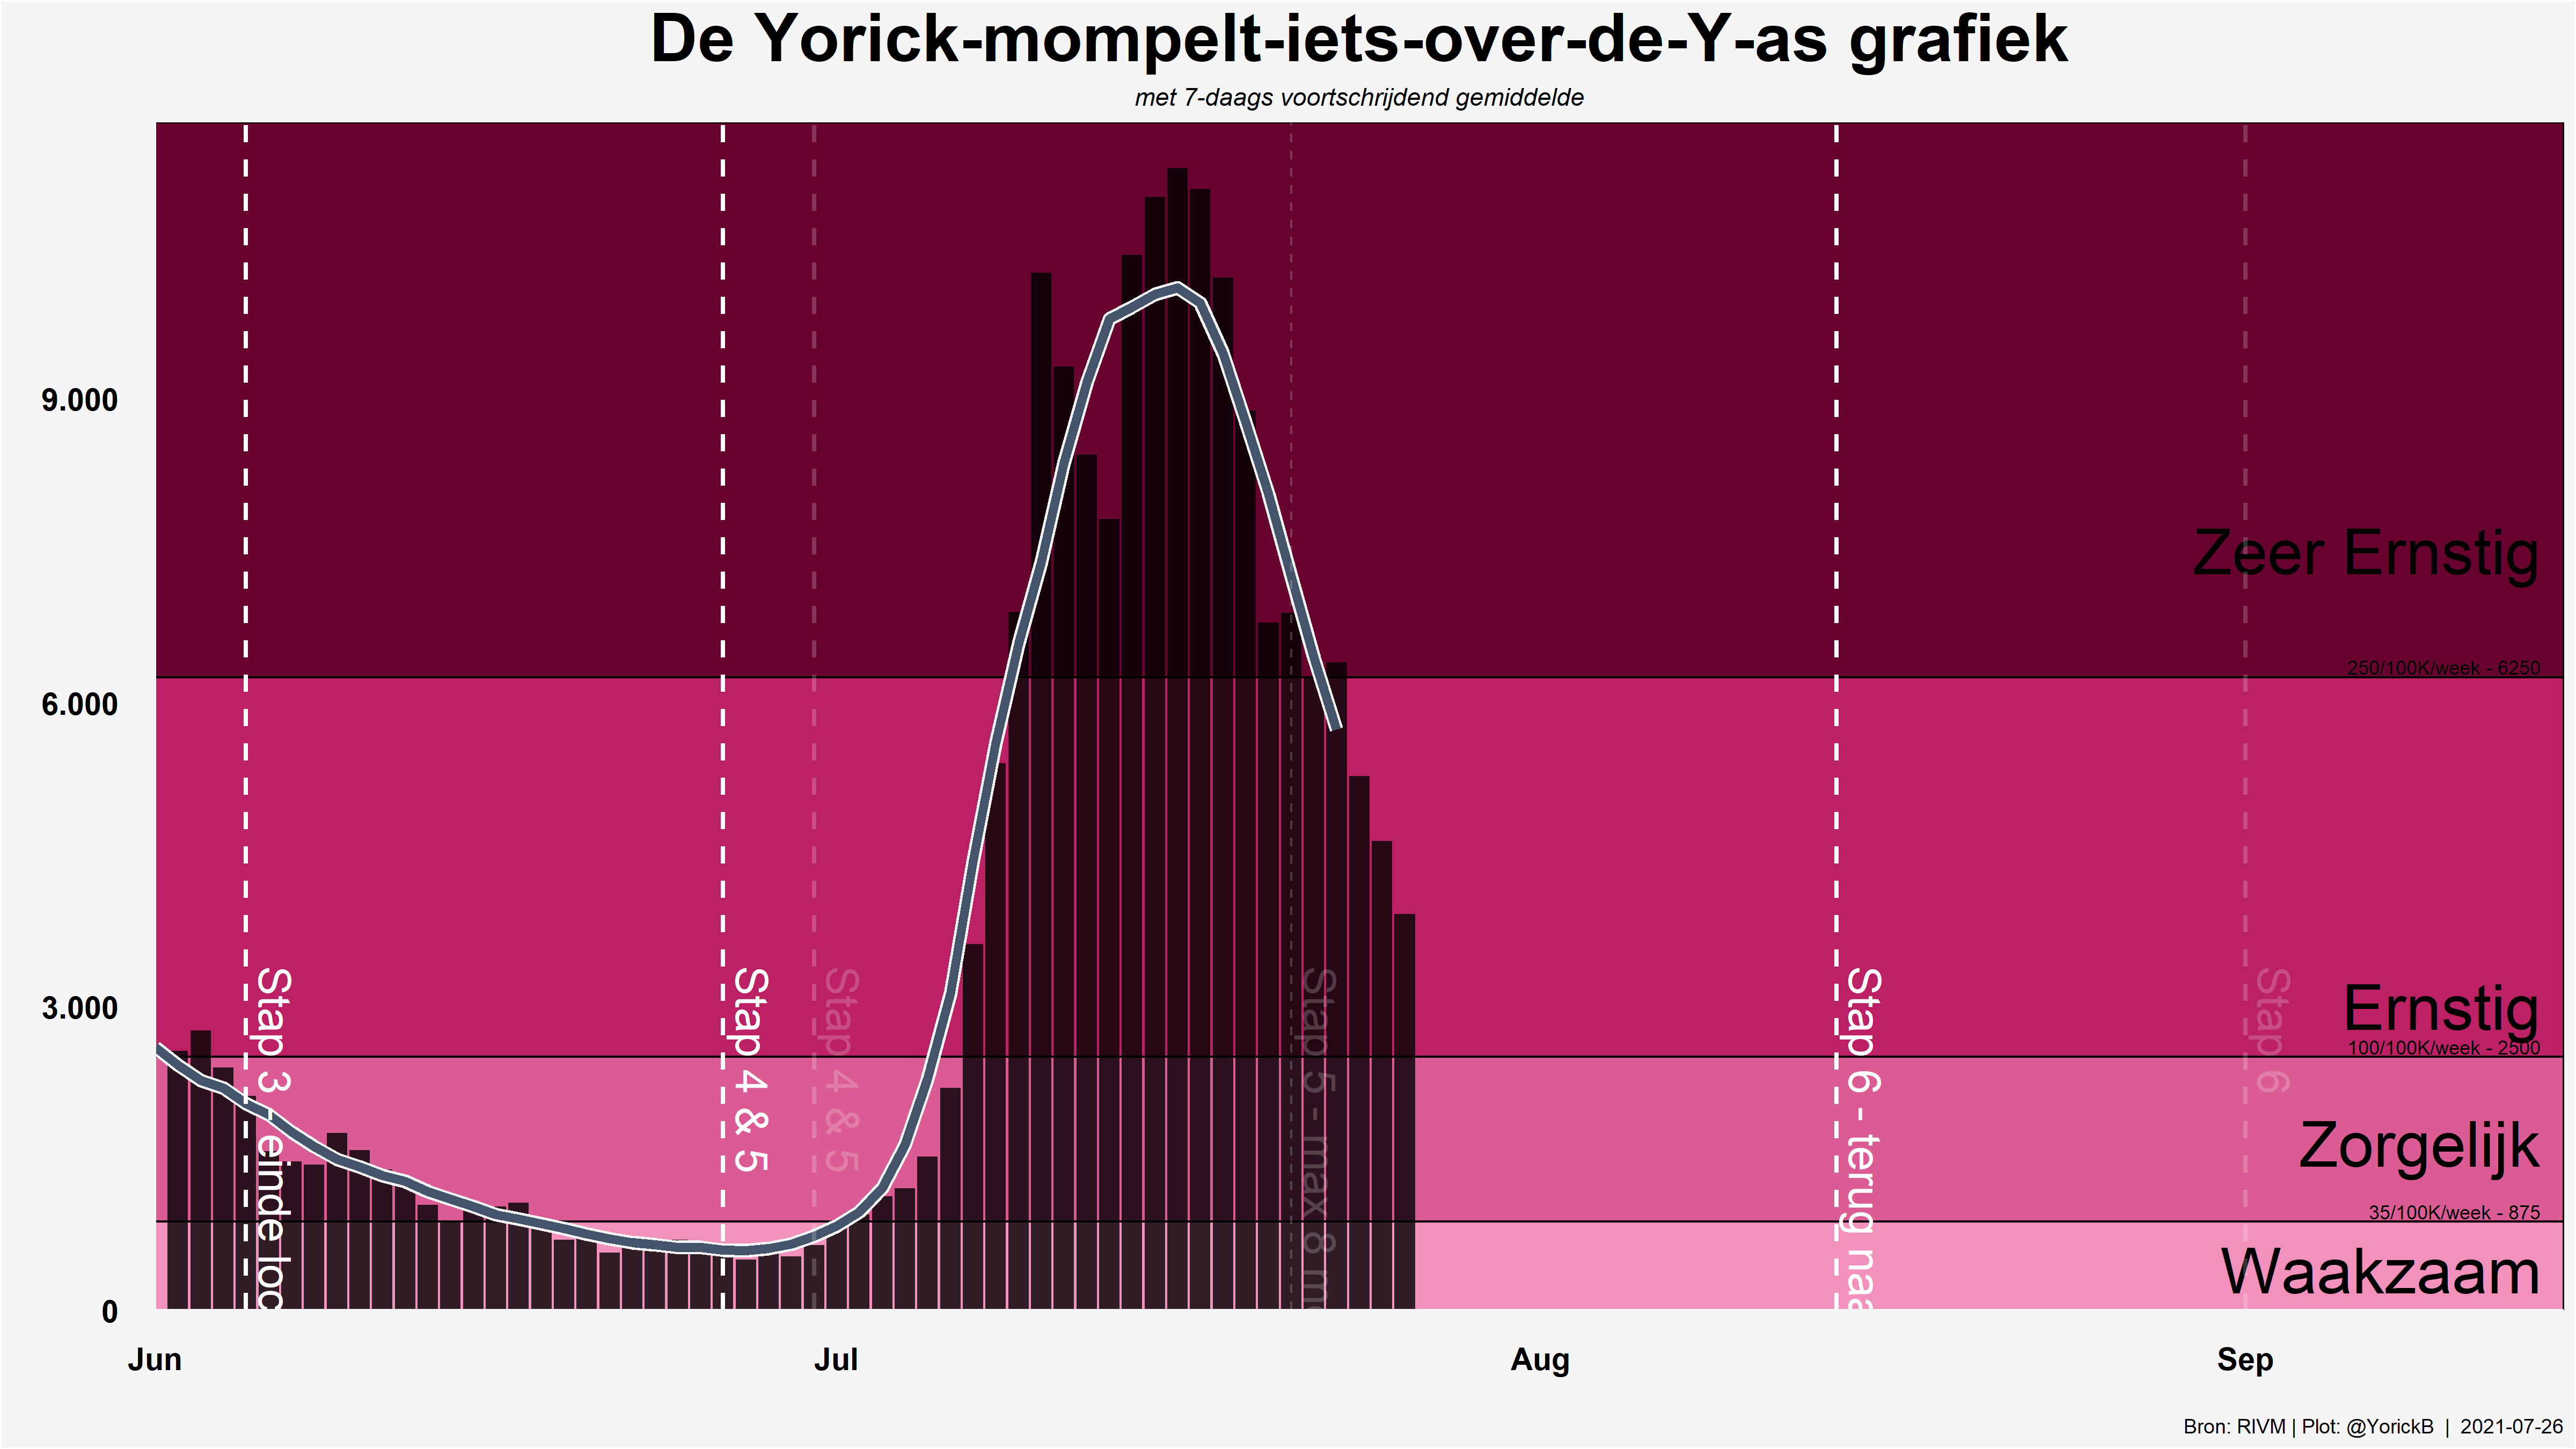 De Yorick-mompelt-iets-over-de-Y-as grafiek
met 7-daags voortschrijdend gemiddelde
9.000
6.000
3.000
0
Zeer Ernstig
250/100K/week - 6250
Ernstig
100/100K/week - 2500
Zorgelijk
35/100K/week - 875
Waakzaam
Stap 3 - einde loc
Stap 4 & 5
Stap 4 & 5
Stap 5 - max 8 m
Stap 6 - terug naa
Stap 6
Jun
Jul
Aug
Sep
Bron: RIVM | Plot: @YorickB | 2021-07-26